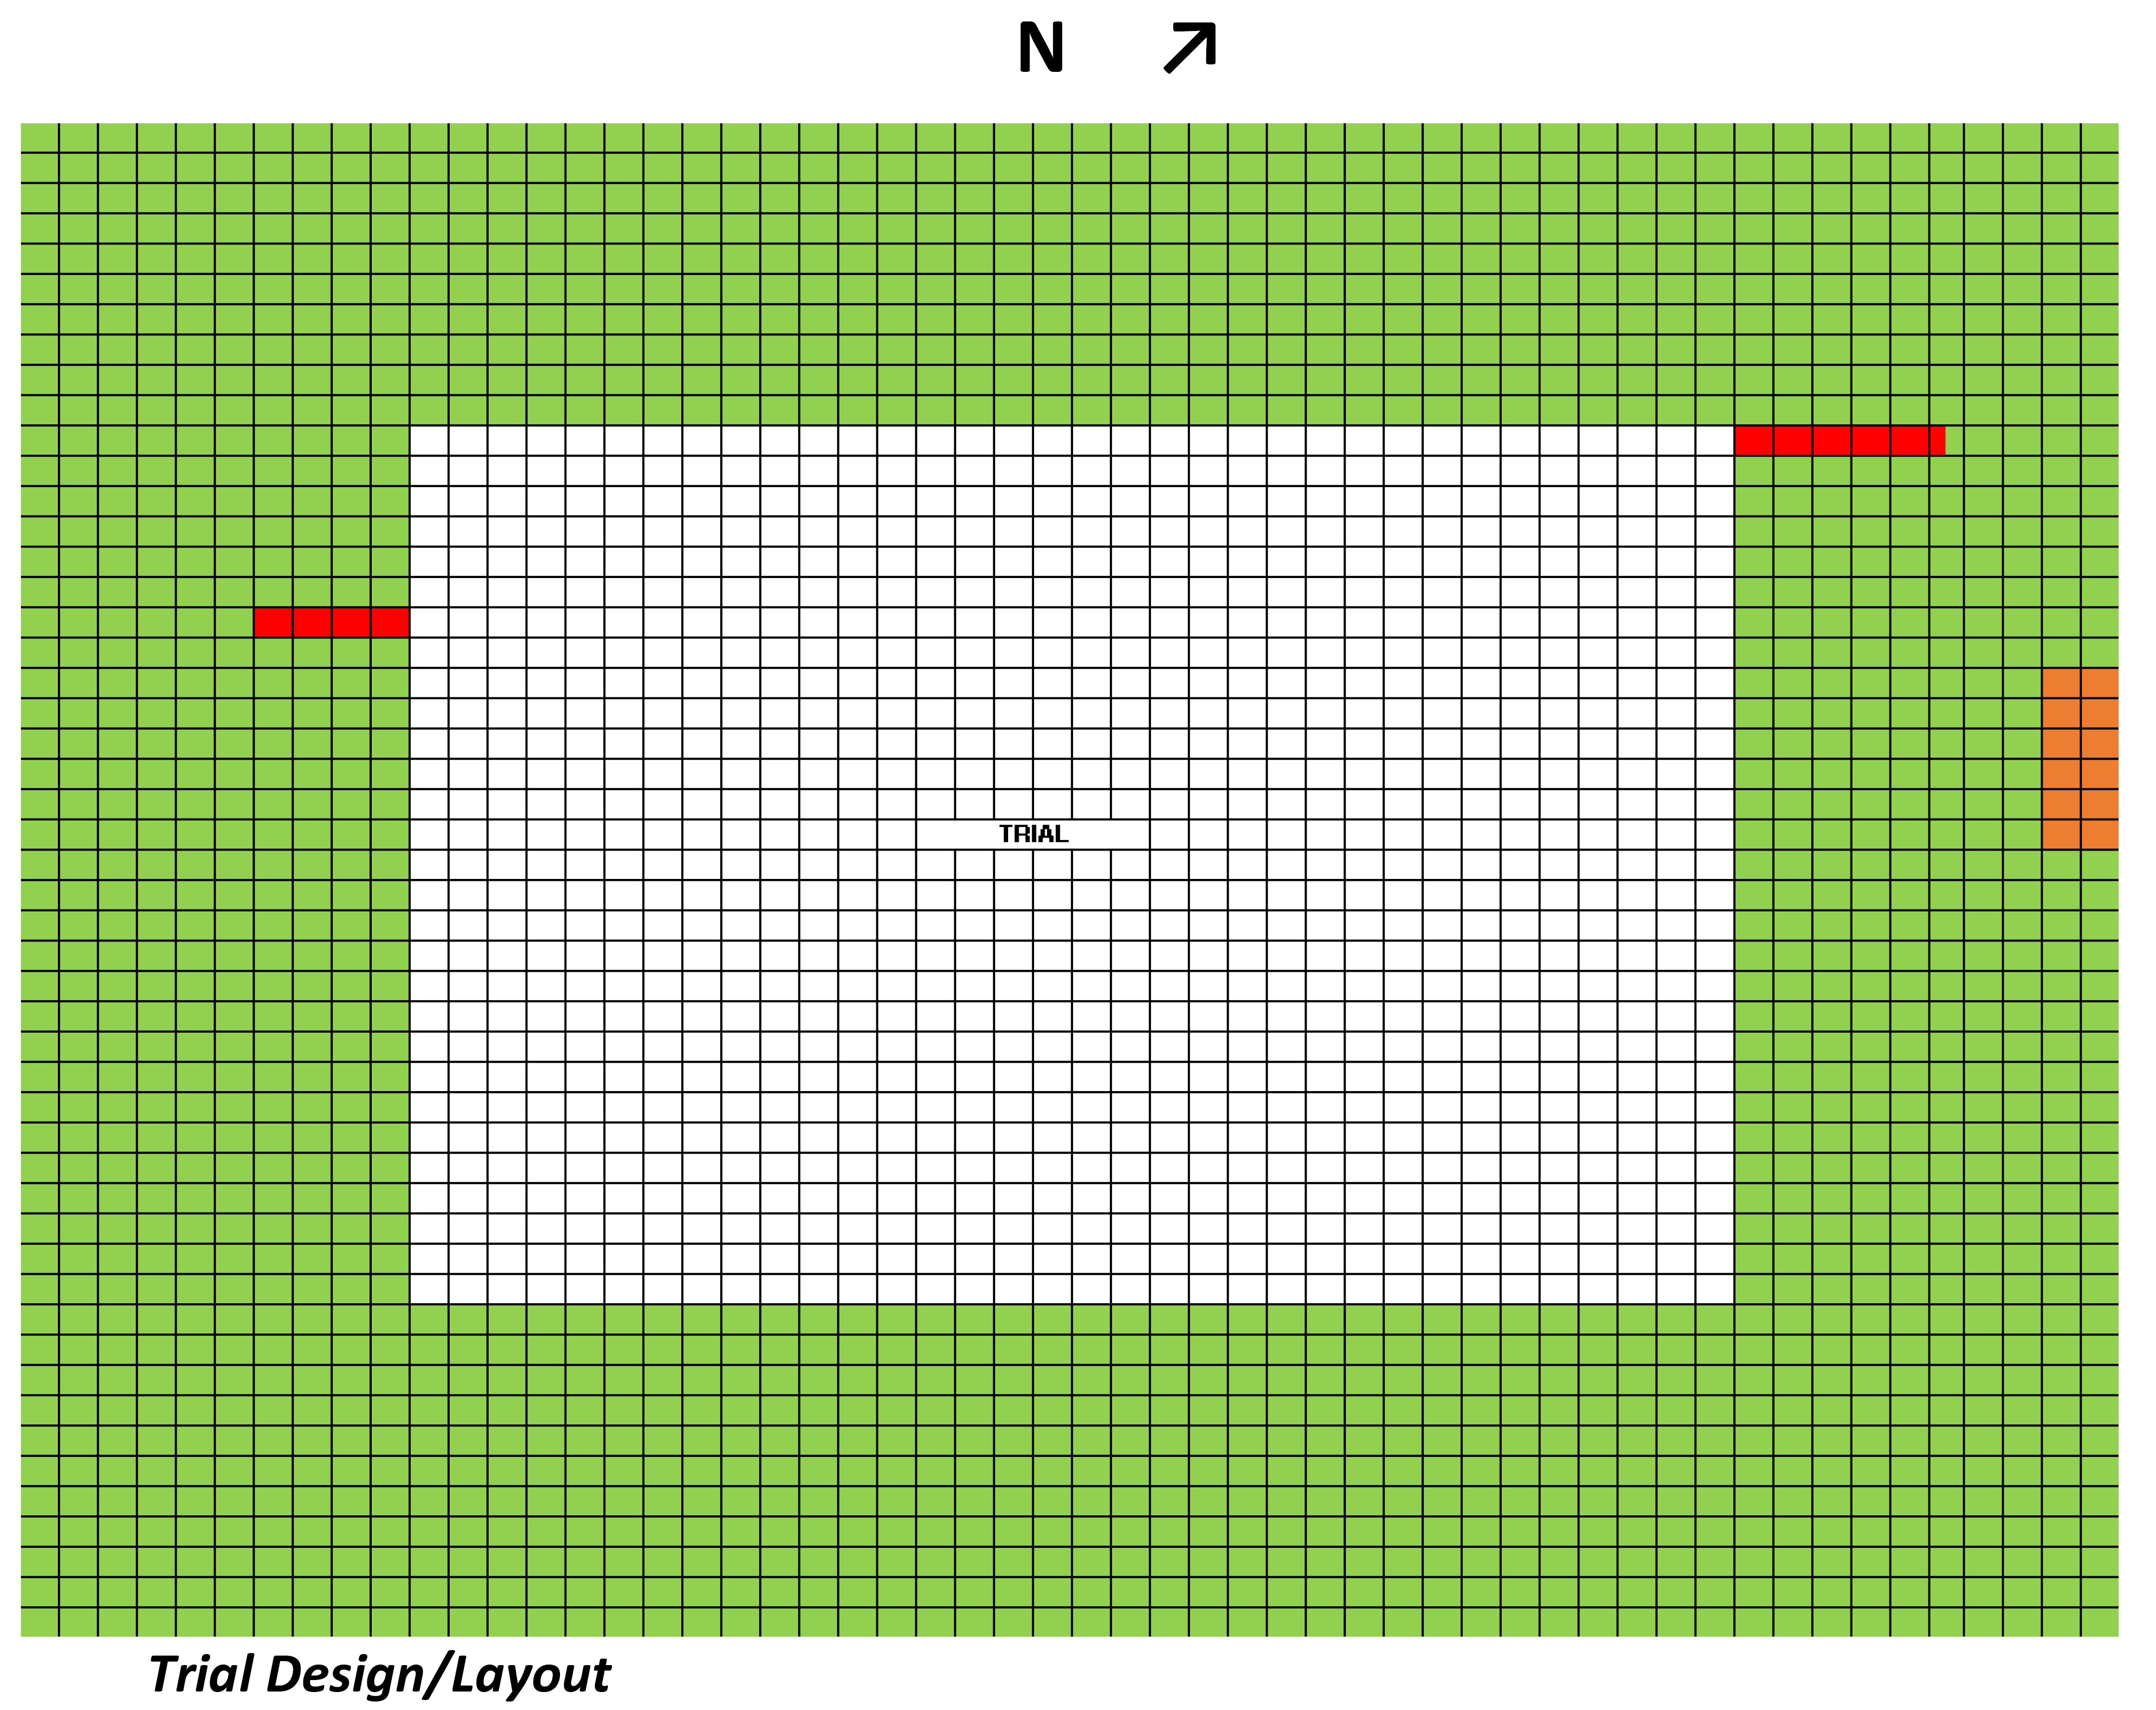 N ↗
TRIAL
Trial Design/Layout